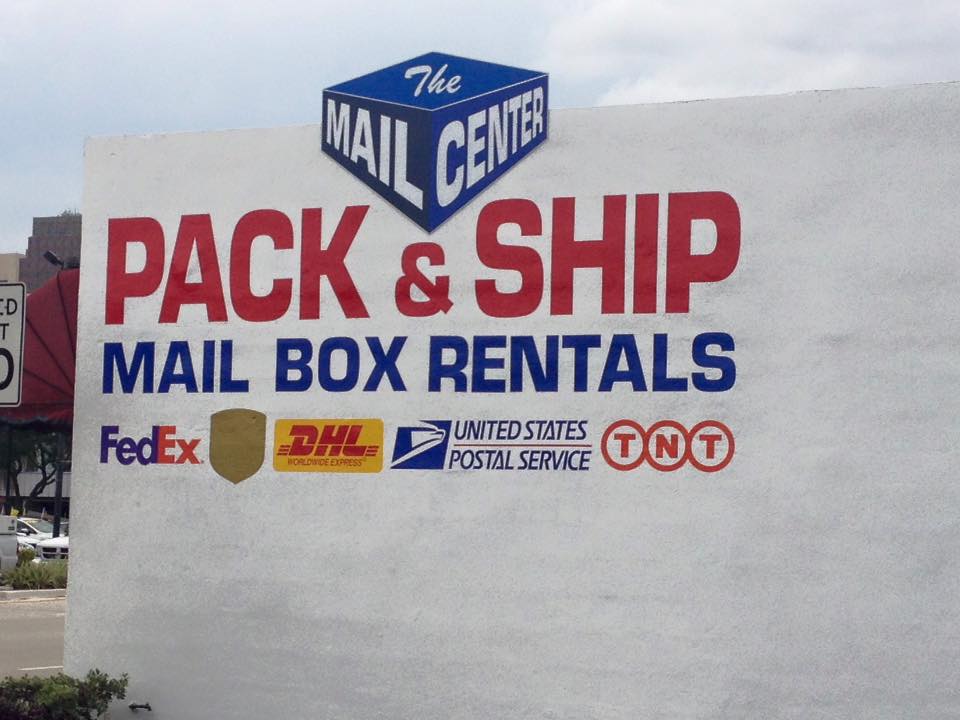 The
MAIL CENTER
PACK & SHIP
MAIL BOX RENTALS
FedEx
DHL
WORLDWIDE EXPRESS
UNITED STATES
POSTAL SERVICE
TNT